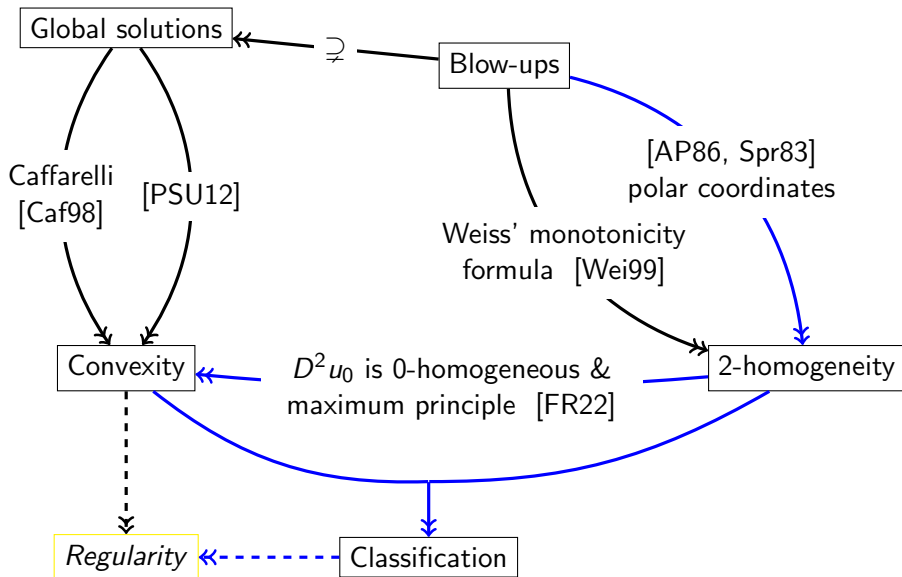 Global solutions
⊋
Blow-ups
Caffarelli
[Caf98]
[PSU12]
[AP86, Spr83]
polar coordinates
Weiss’ monotonicity
formula [Wei99]
Convexity
D²u₀ is 0-homogeneous &
maximum principle [FR22]
2-homogeneity
Regularity
Classification